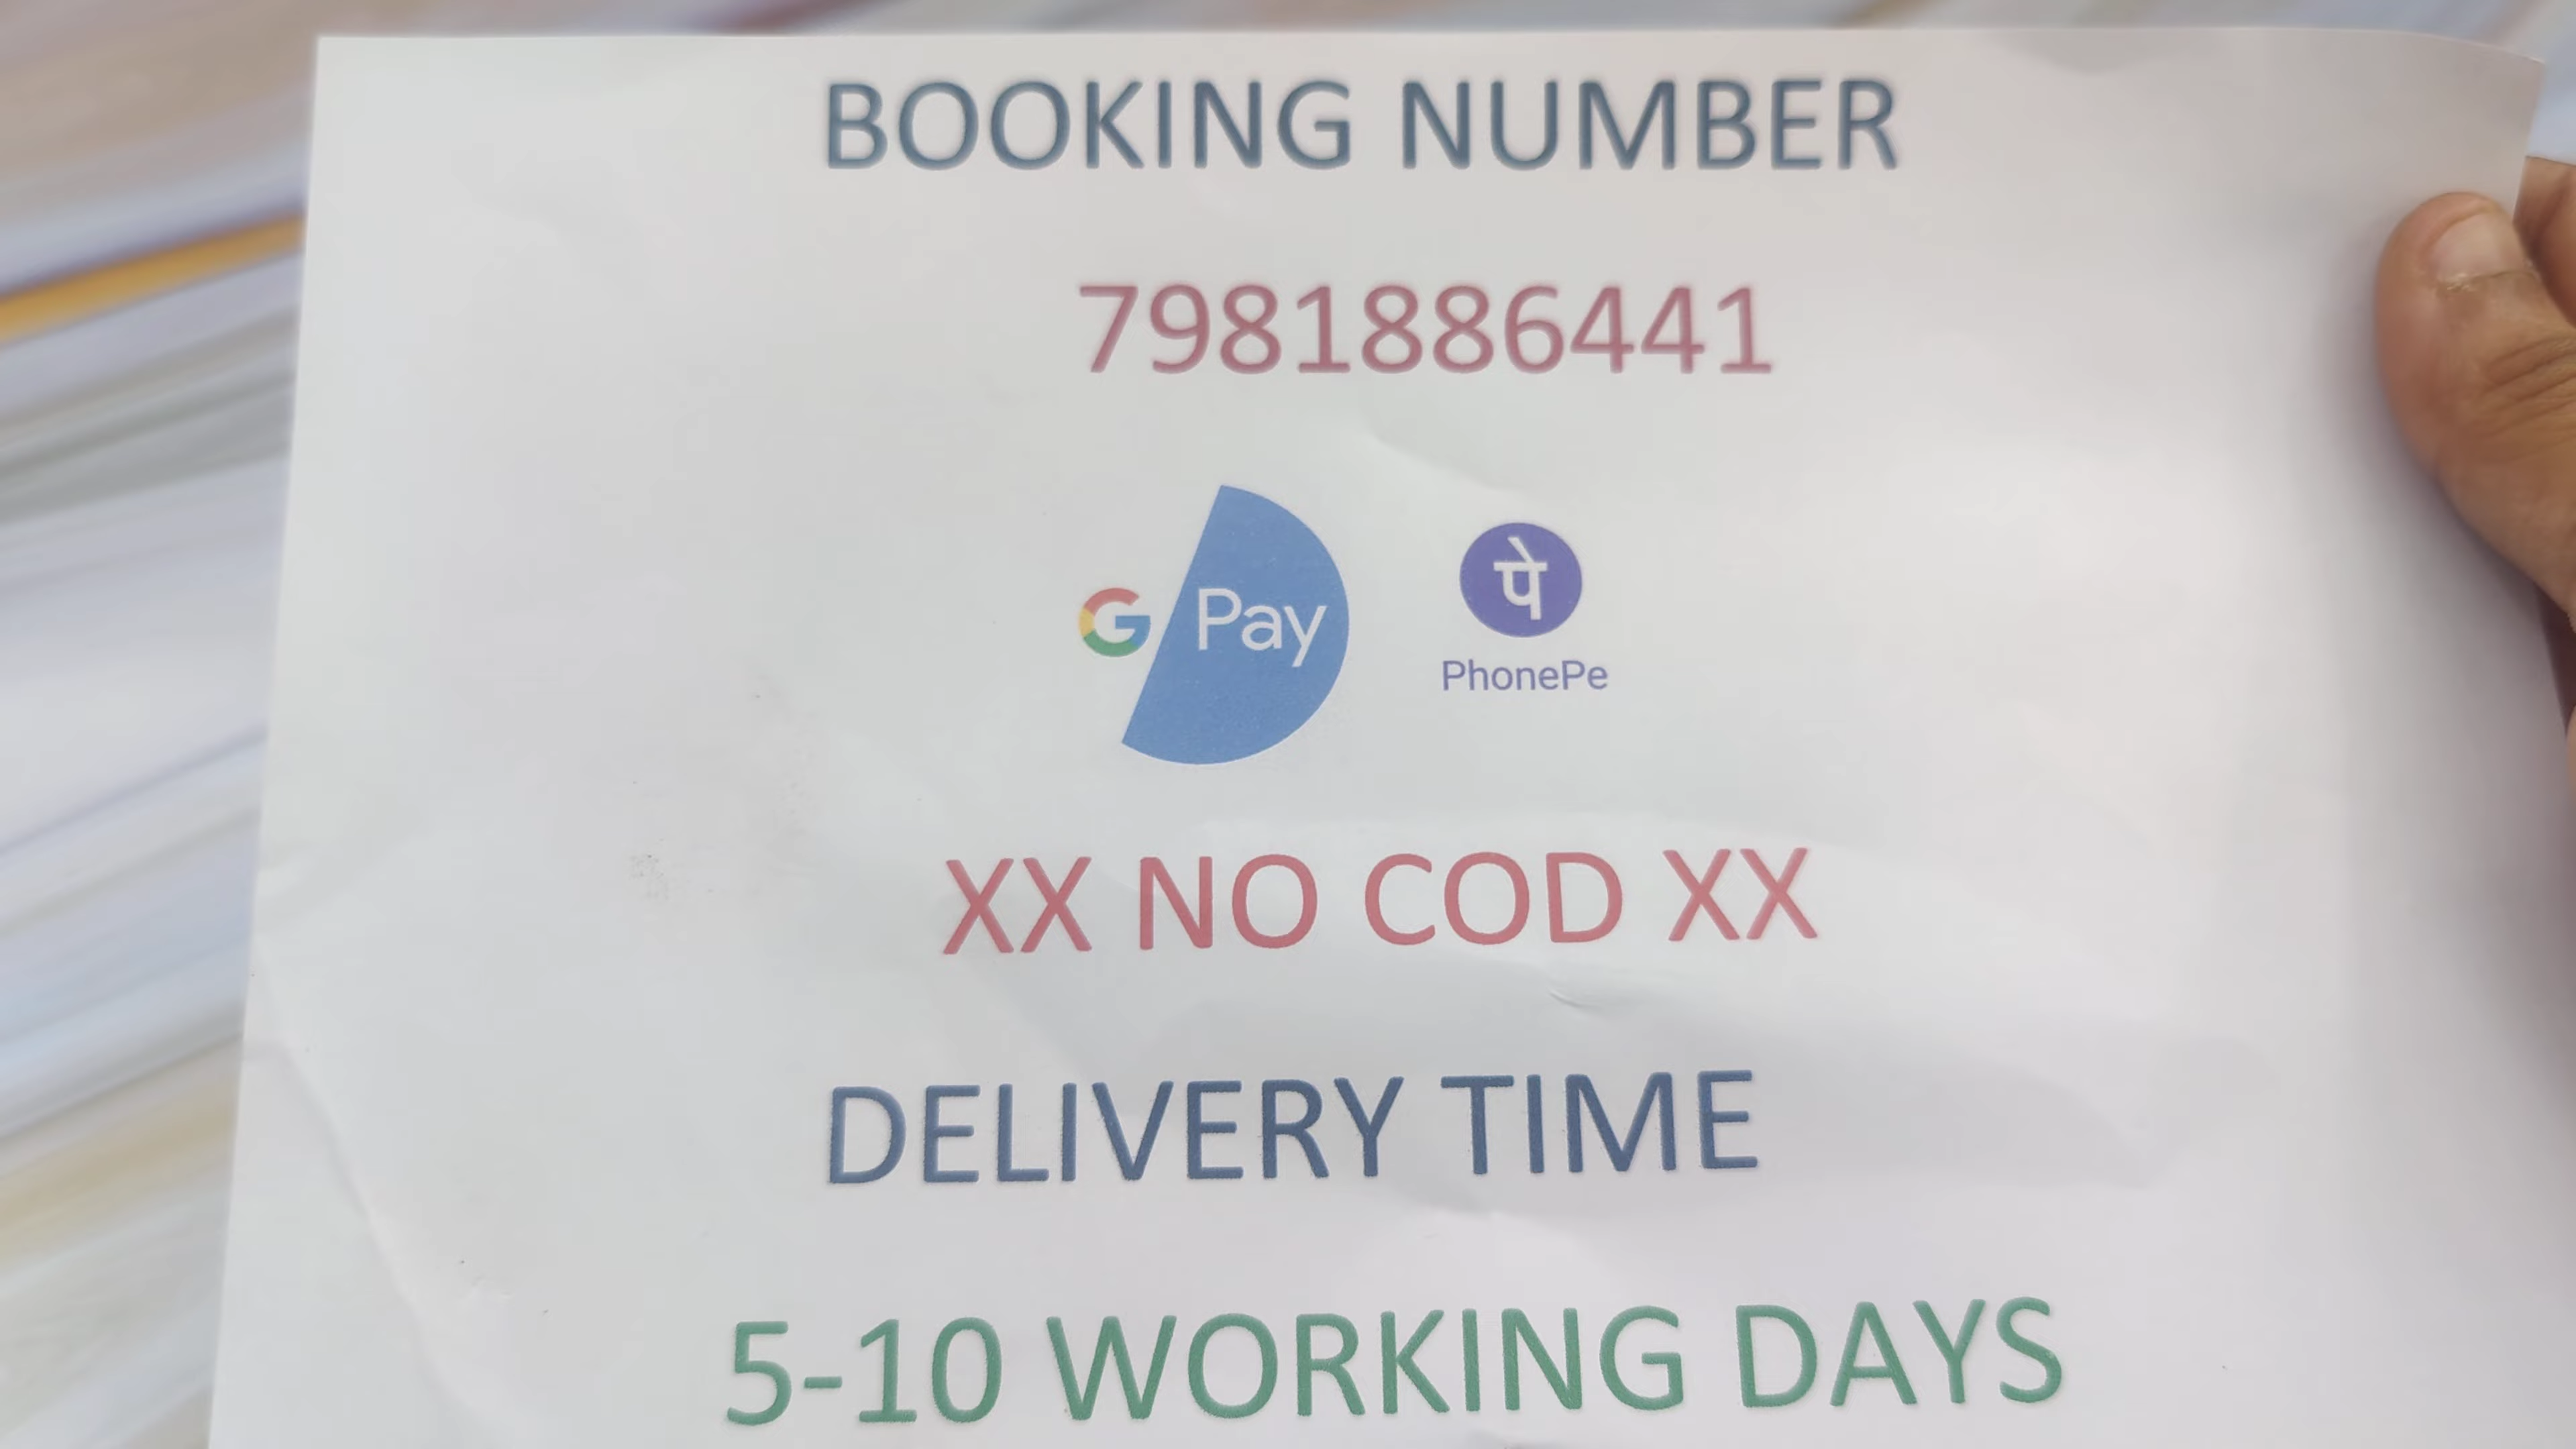 BOOKING NUMBER
7981886441
G Pay
पे
PhonePe
XX NO COD XX
DELIVERY TIME
5-10 WORKING DAYS